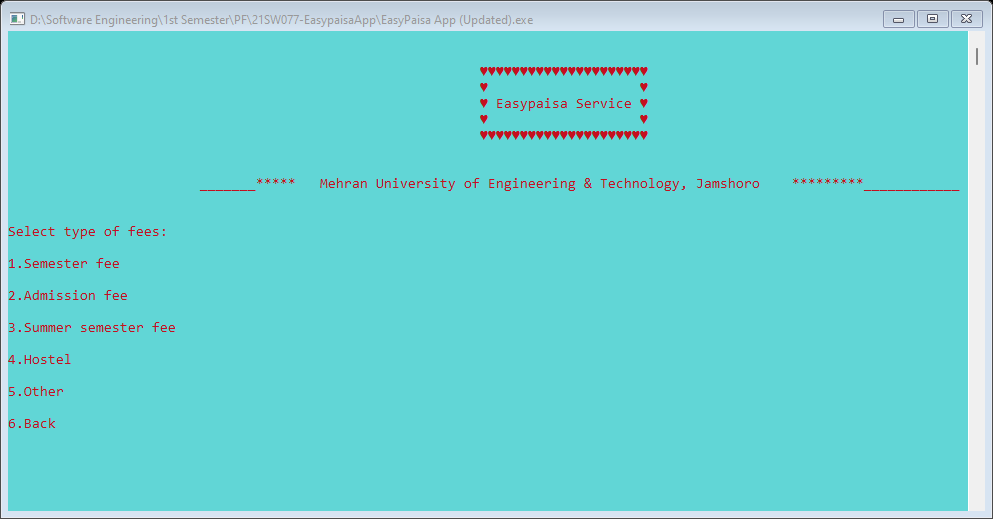 D:\Software Engineering\1st Semester\PF\21SW077-EasypaisaApp\EasyPaisa App (Updated).exe
♥♥♥♥♥♥♥♥♥♥♥♥♥♥♥♥♥♥♥♥♥
♥ ♥
♥ Easypaisa Service ♥
♥ ♥
♥♥♥♥♥♥♥♥♥♥♥♥♥♥♥♥♥♥♥♥♥
_______***** Mehran University of Engineering & Technology, Jamshoro *********____________
Select type of fees:
1.Semester fee
2.Admission fee
3.Summer semester fee
4.Hostel
5.Other
6.Back